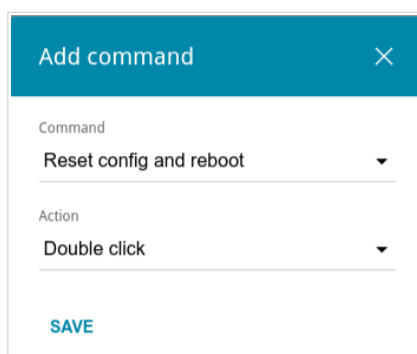 Add command
Command
Reset config and reboot
Action
Double click
SAVE